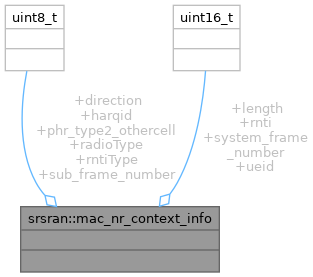 uint8_t
uint16_t
+direction
+harqid
+phr_type2_othercell
+radioType
+rntiType
+sub_frame_number
+length
+rnti
+system_frame
_number
+ueid
srsran::mac_nr_context_info